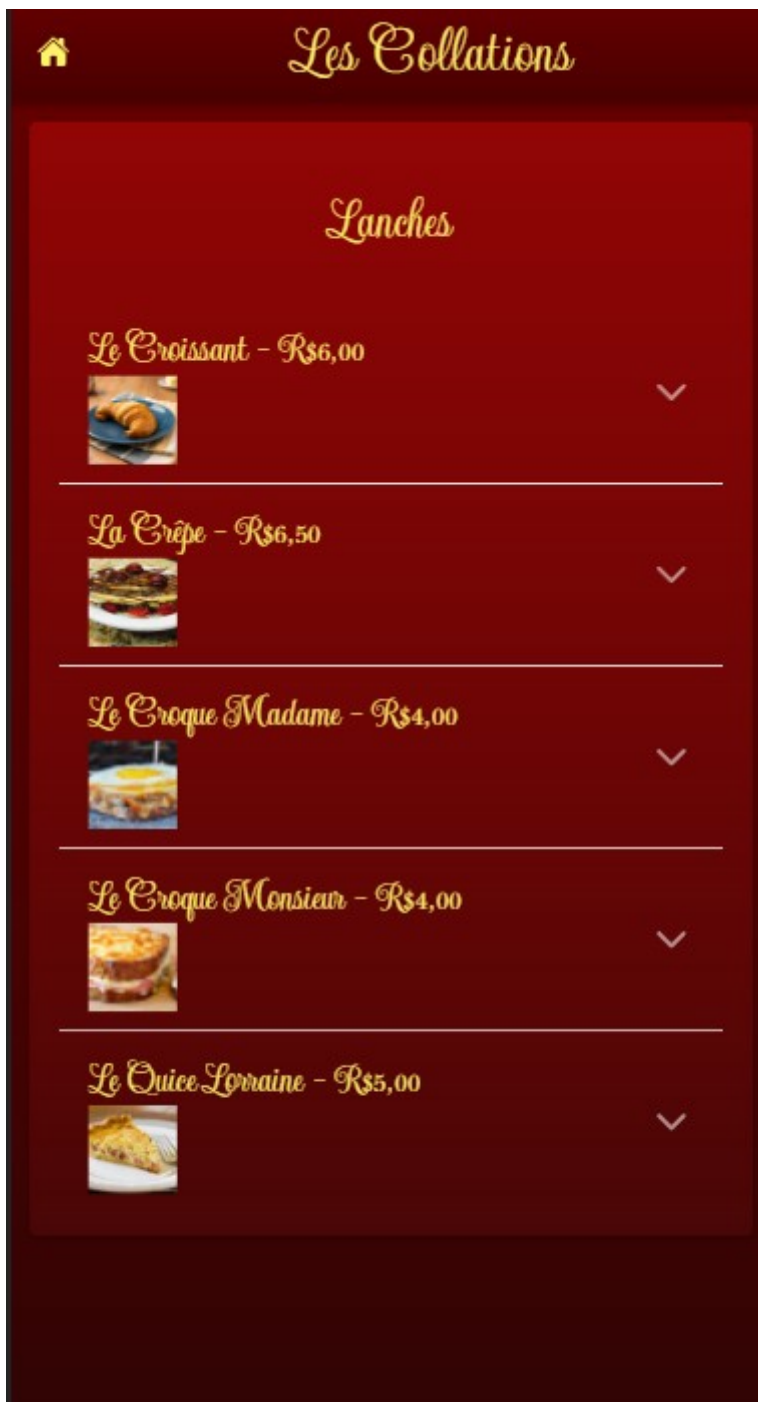 Les Collations
Lanches
Le Croissant - R$6,00
La Crêpe - R$6,50
Le Croque Madame - R$4,00
Le Croque Monsieur - R$4,00
Le Quice Lorraine - R$5,00